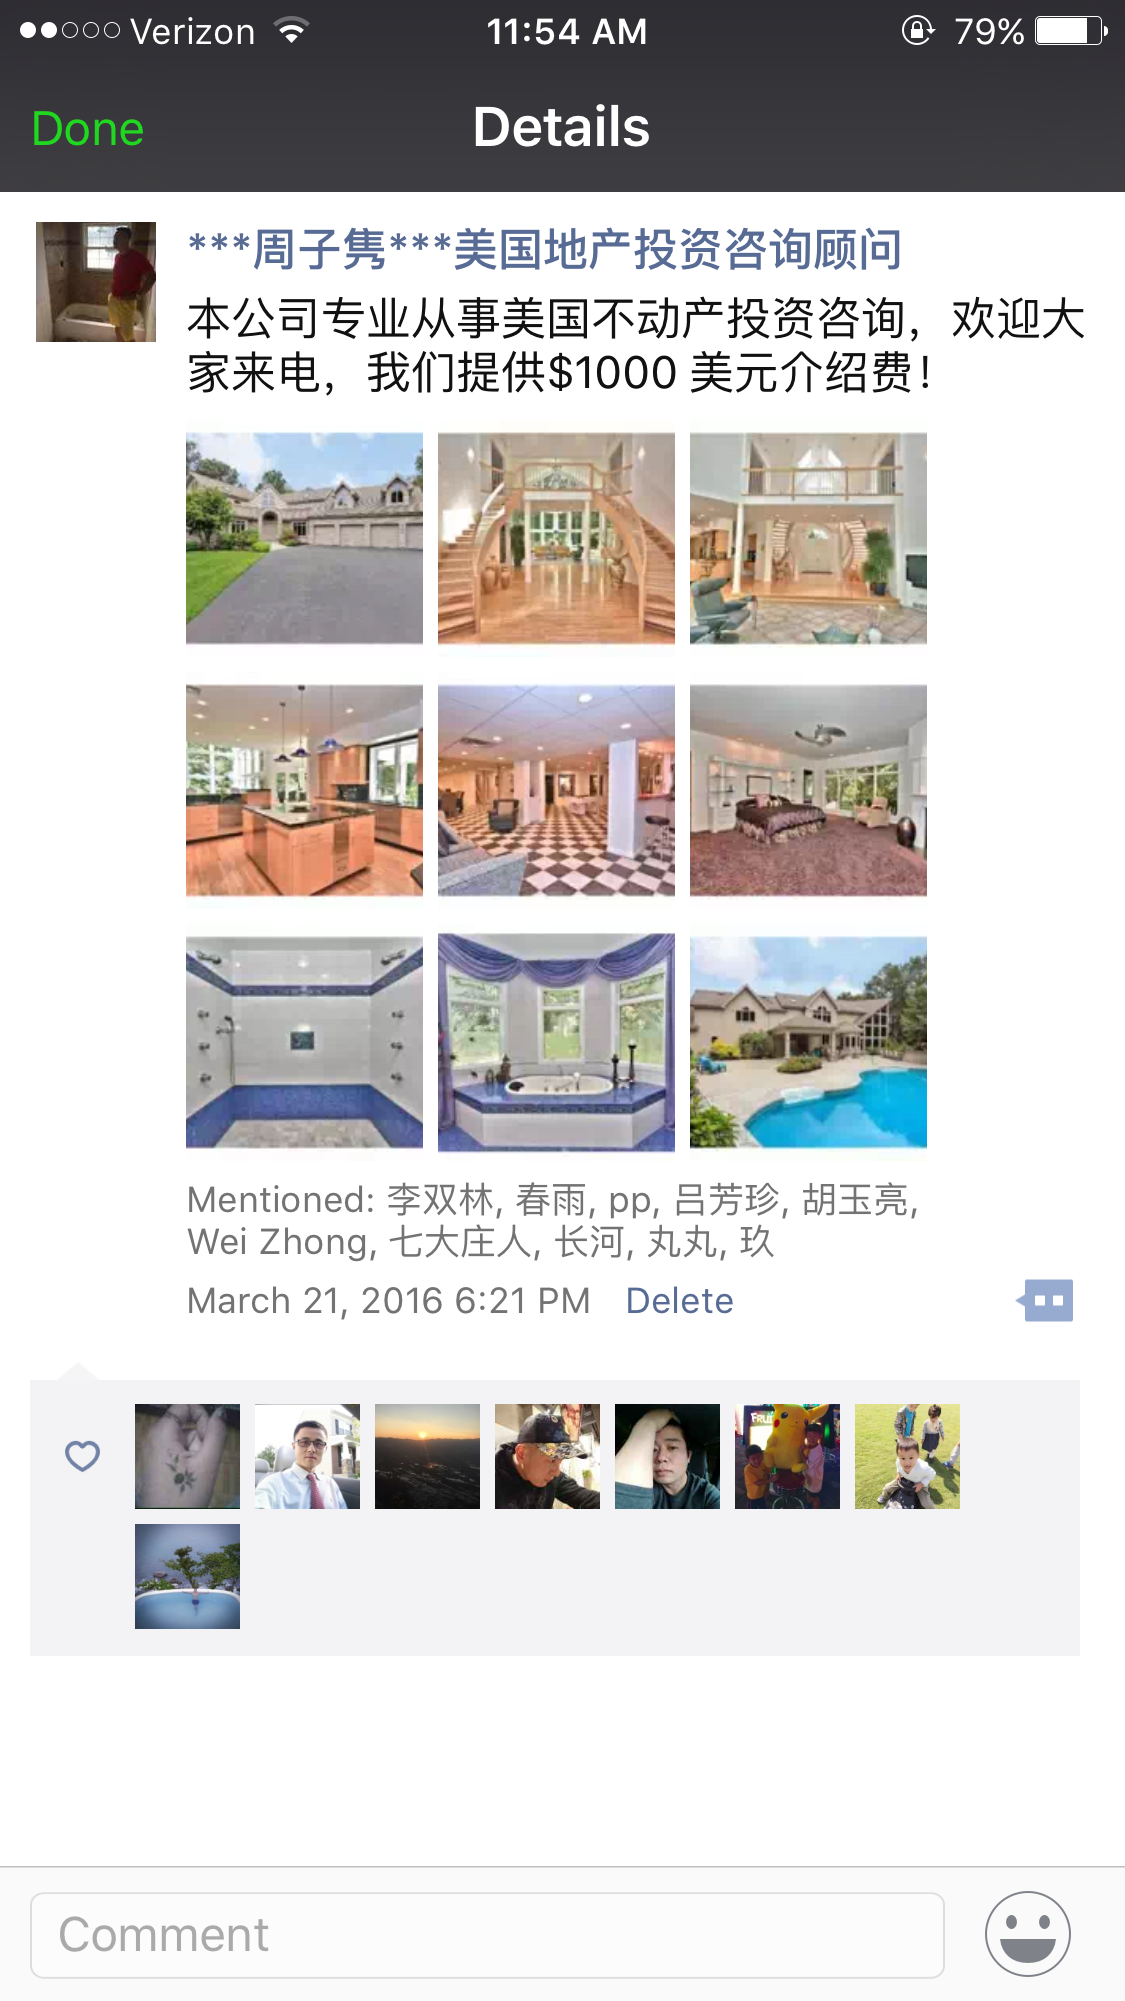 Verizon
11:54 AM
79%
Done
Details
***周子隽***美国地产投资咨询顾问
本公司专业从事美国不动产投资咨询，欢迎大
家来电，我们提供$1000 美元介绍费！
Mentioned: 李双林, 春雨, pp, 吕芳珍, 胡玉亮,
Wei Zhong, 七大庄人, 长河, 丸丸, 玖
March 21, 2016 6:21 PM
Delete
FRUI
Comment